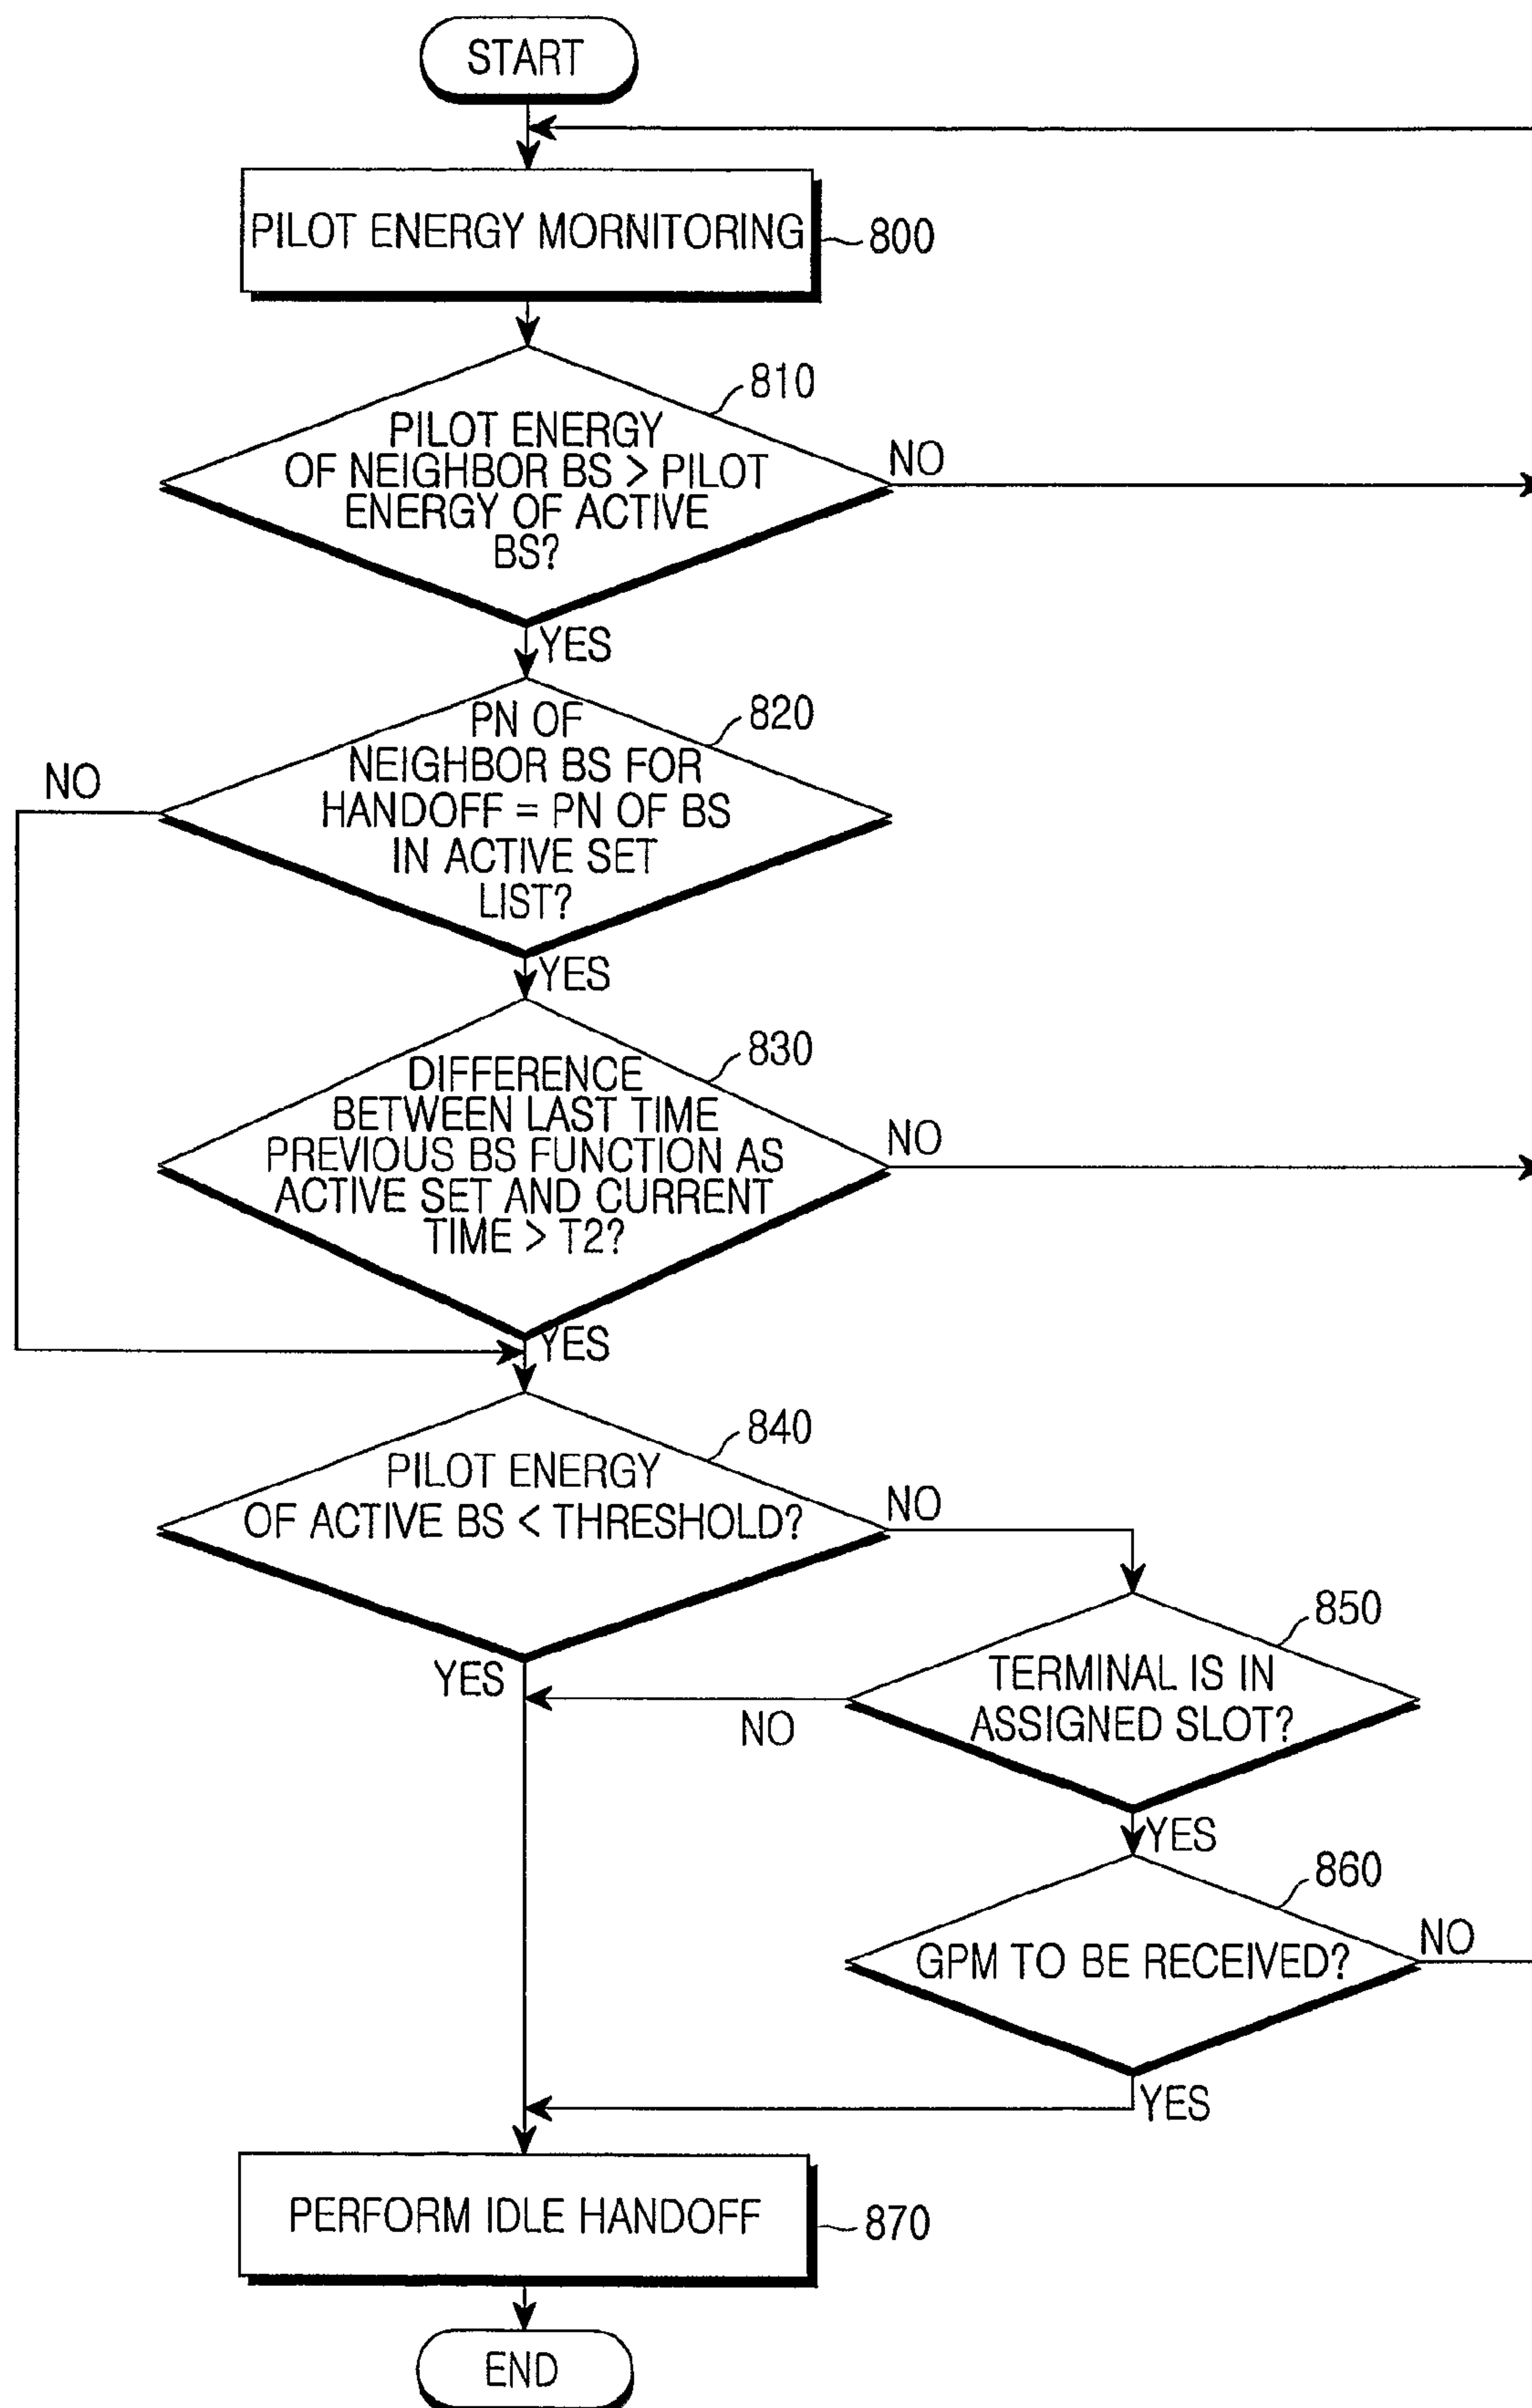 START
PILOT ENERGY MORNITORING
800
810
PILOT ENERGY
OF NEIGHBOR BS > PILOT
ENERGY OF ACTIVE
BS?
NO
YES
820
PN OF
NEIGHBOR BS FOR
HANDOFF = PN OF BS
IN ACTIVE SET
LIST?
NO
YES
830
DIFFERENCE
BETWEEN LAST TIME
PREVIOUS BS FUNCTION AS
ACTIVE SET AND CURRENT
TIME > T2?
NO
YES
840
PILOT ENERGY
OF ACTIVE BS < THRESHOLD?
NO
YES
850
TERMINAL IS IN
ASSIGNED SLOT?
NO
YES
860
GPM TO BE RECEIVED?
NO
YES
PERFORM IDLE HANDOFF
870
END